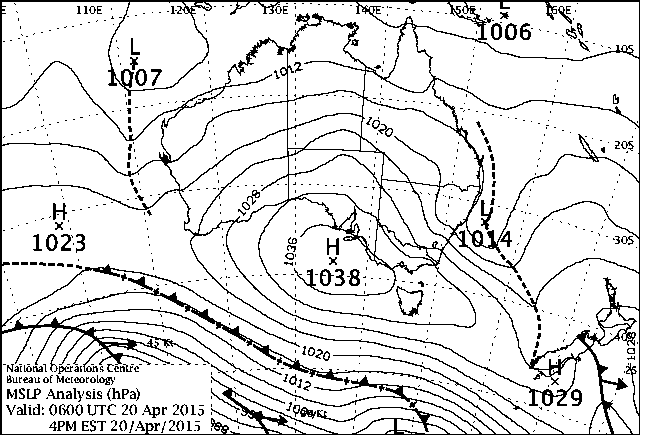 110E 120E 130E 140E 150E 160E
L 1007
1006
10S
1012
1020
20S
1028
H 1023
L 1014
30S
1036
H 1038
45 Kt
1020
1012
H 1029
National Operations Centre
Bureau of Meteorology
MSLP Analysis (hPa)
Valid: 0600 UTC 20 Apr 2015
4PM EST 20/Apr/2015
L